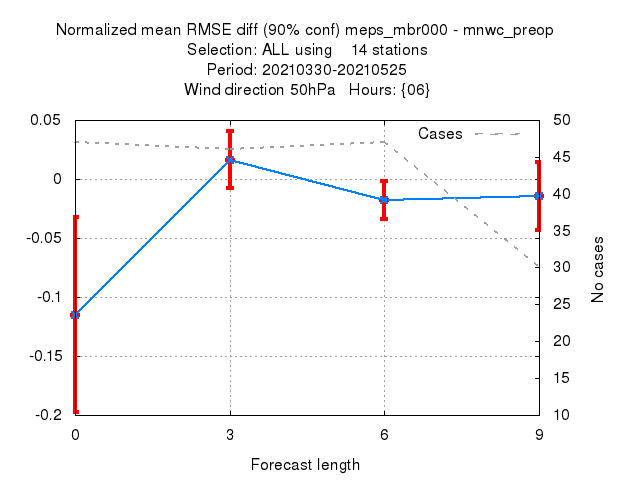 Normalized mean RMSE diff (90% conf) meps_mbr000 - mnwc_preop
Selection: ALL using    14 stations
Period: 20210330-20210525
Wind direction 50hPa   Hours: {06}
0.05
0
-0.05
-0.1
-0.15
-0.2
Cases
50
45
40
35
30
25
20
15
10
No cases
0 3 6 9
Forecast length